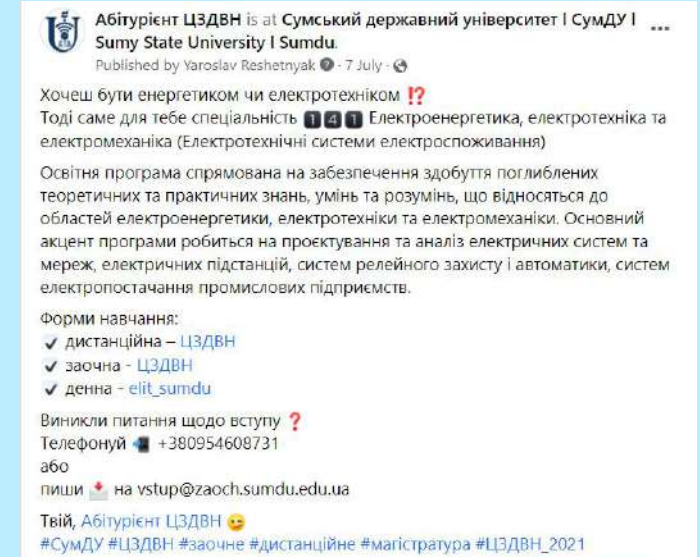 Абітурієнт ЦЗДВН is at Сумський державний університет I СумДУ I
Sumy State University I Sumdu.
Published by Yaroslav Reshetnyak · 7 July ·
Хочеш бути енергетиком чи електротехніком ⁉️
Тоді саме для тебе спеціальність 1️⃣4️⃣1️⃣ Електроенергетика, електротехніка та
електромеханіка (Електротехнічні системи електроспоживання)
Освітня програма спрямована на забезпечення здобуття поглиблених
теоретичних та практичних знань, умінь та розумінь, що відносяться до
областей електроенергетики, електротехніки та електромеханіки. Основний
акцент програми робиться на проєктування та аналіз електричних систем та
мереж, електричних підстанцій, систем релейного захисту і автоматики, систем
електропостачання промислових підприємств.
Форми навчання:
✔ дистанційна – ЦЗДВН
✔ заочна - ЦЗДВН
✔ денна - elit_sumdu
Виникли питання щодо вступу ❓
Телефонуй 📲 +380954608731
або
пиши 📩 на vstup@zaoch.sumdu.edu.ua
Твій, Абітурієнт ЦЗДВН 😉
#СумДУ #ЦЗДВН #заочне #дистанційне #магістратура #ЦЗДВН_2021